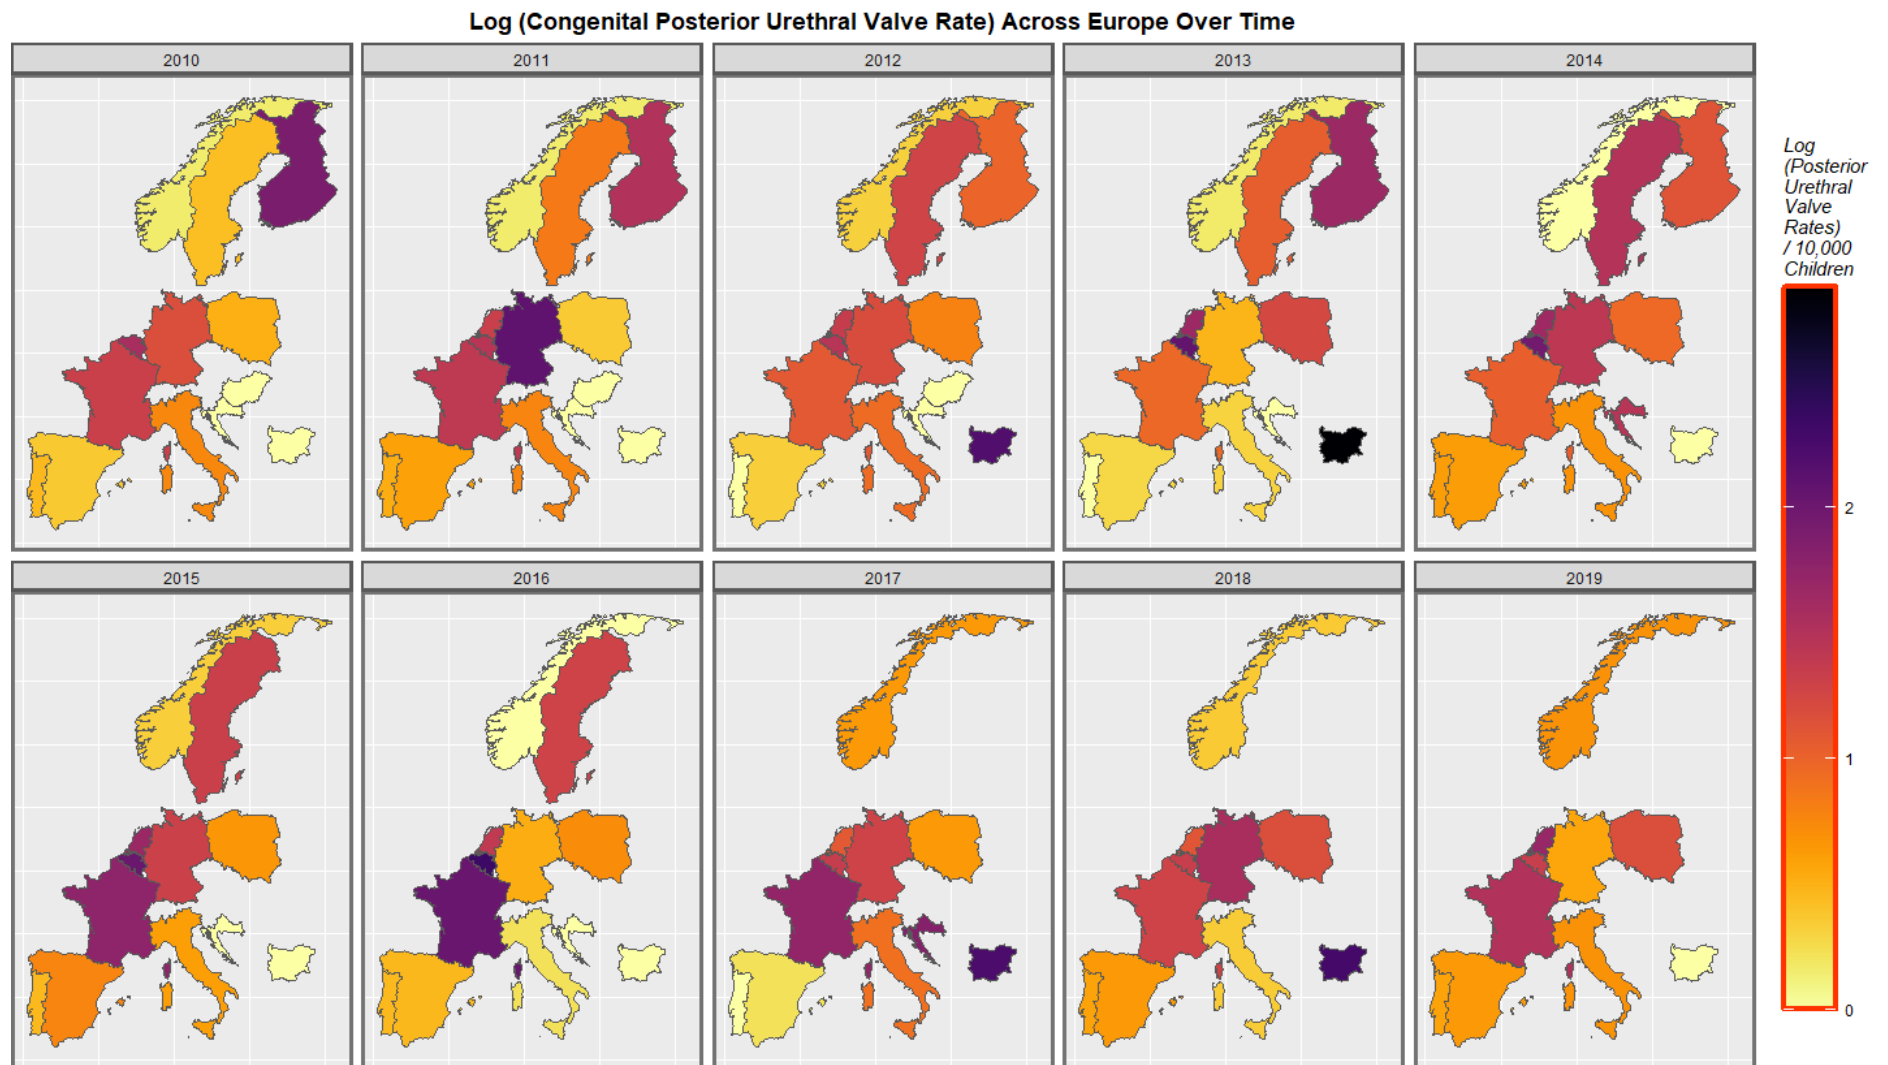 Log (Congenital Posterior Urethral Valve Rate) Across Europe Over Time
2010
2011
2012
2013
2014
2015
2016
2017
2018
2019
Log
(Posterior
Urethral
Valve
Rates)
/ 10,000
Children
2
1
0